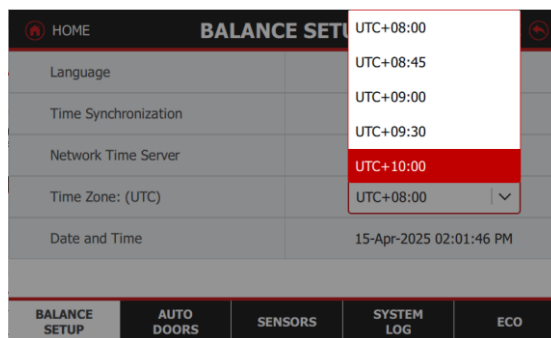 HOME
BALANCE SETU
UTC+08:00
Language
UTC+08:45
Time Synchronization
UTC+09:00
UTC+09:30
Network Time Server
UTC+10:00
Time Zone: (UTC)
UTC+08:00
Date and Time
15-Apr-2025 02:01:46 PM
BALANCE
SETUP
AUTO
DOORS
SENSORS
SYSTEM
LOG
ECO